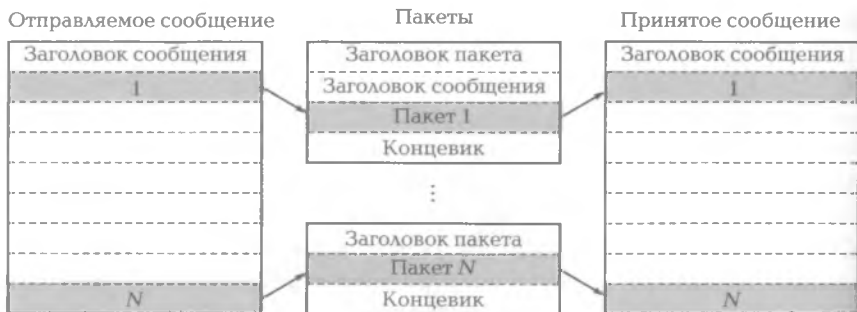 Отправляемое сообщение
Заголовок сообщения
1
N
Пакеты
Заголовок пакета
Заголовок сообщения
Пакет 1
Концевик
⋮
Заголовок пакета
Пакет N
Концевик
Принятое сообщение
Заголовок сообщения
1
N